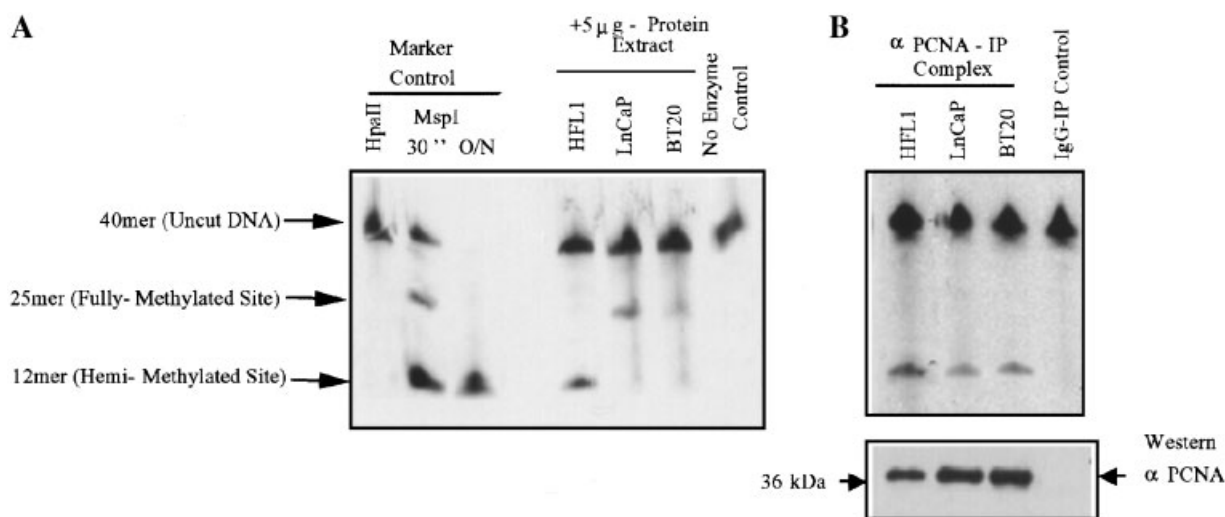 A
Marker
Control
HpaII
MspI
30 '' O/N
+5 μ g - Protein
Extract
HFL1
LnCaP
BT20
No Enzyme
Control
40mer (Uncut DNA)
25mer (Fully- Methylated Site)
12mer (Hemi- Methylated Site)
B
α PCNA - IP
Complex
HFL1
LnCaP
BT20
IgG-IP Control
36 kDa
Western
α PCNA